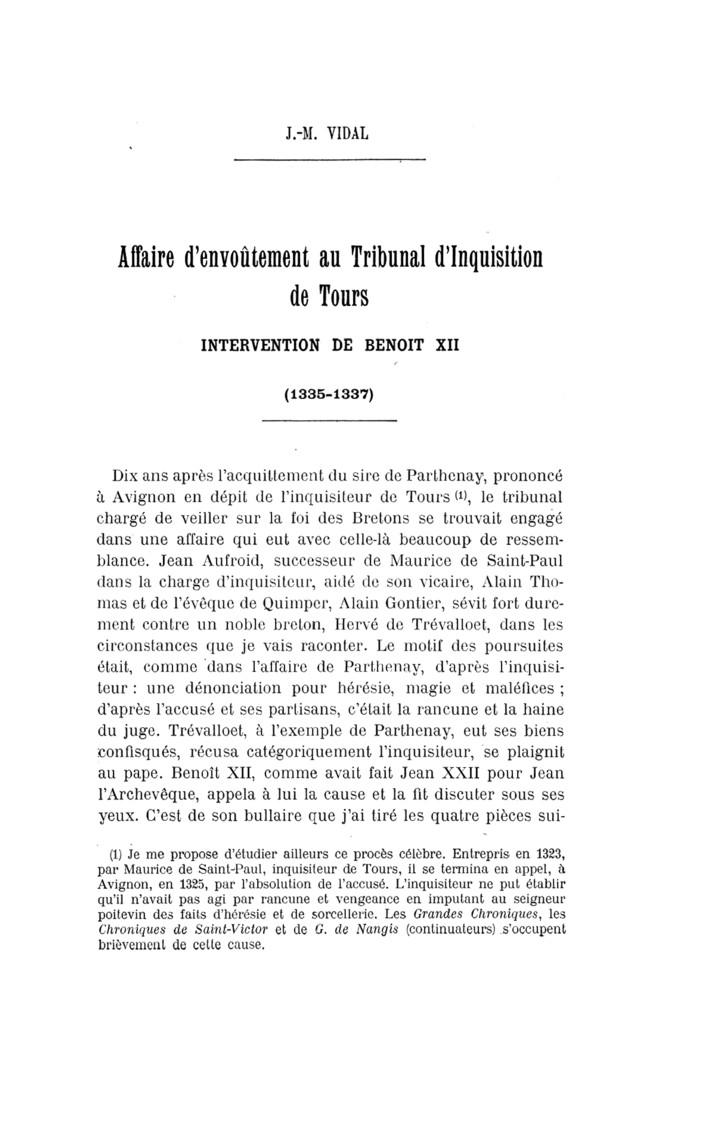 J.-M. VIDAL
Affaire d'envoûtement au Tribunal d'Inquisition
de Tours
INTERVENTION DE BENOIT XII
(1335-1337)
Dix ans après l'acquittement du sire de Parthenay, prononcé
à Avignon en dépit de l'inquisiteur de Tours (1), le tribunal
chargé de veiller sur la foi des Bretons se trouvait engagé
dans une affaire qui eut avec celle-là beaucoup de ressem-
blance. Jean Aufroid, successeur de Maurice de Saint-Paul
dans la charge d'inquisiteur, aidé de son vicaire, Alain Tho-
mas et de l'évêque de Quimper, Alain Gontier, sévit fort dure-
ment contre un noble breton, Hervé de Trévalloet, dans les
circonstances que je vais raconter. Le motif des poursuites
était, comme dans l'affaire de Parthenay, d'après l'inquisi-
teur : une dénonciation pour hérésie, magie et maléfices ;
d'après l'accusé et ses partisans, c'était la rancune et la haine
du juge. Trévalloet, à l'exemple de Parthenay, eut ses biens
confisqués, récusa catégoriquement l'inquisiteur, se plaignit
au pape. Benoît XII, comme avait fait Jean XXII pour Jean
l'Archevêque, appela à lui la cause et la fit discuter sous ses
yeux. C'est de son bullaire que j'ai tiré les quatre pièces sui-
(1) Je me propose d'étudier ailleurs ce procès célèbre. Entrepris en 1323,
par Maurice de Saint-Paul, inquisiteur de Tours, il se termina en appel, à
Avignon, en 1325, par l'absolution de l'accusé. L'inquisiteur ne put établir
qu'il n'avait pas agi par rancune et vengeance en imputant au seigneur
poitevin des faits d'hérésie et de sorcellerie. Les Grandes Chroniques, les
Chroniques de Saint-Victor et de G. de Nangis (continuateurs) s'occupent
brièvement de cette cause.